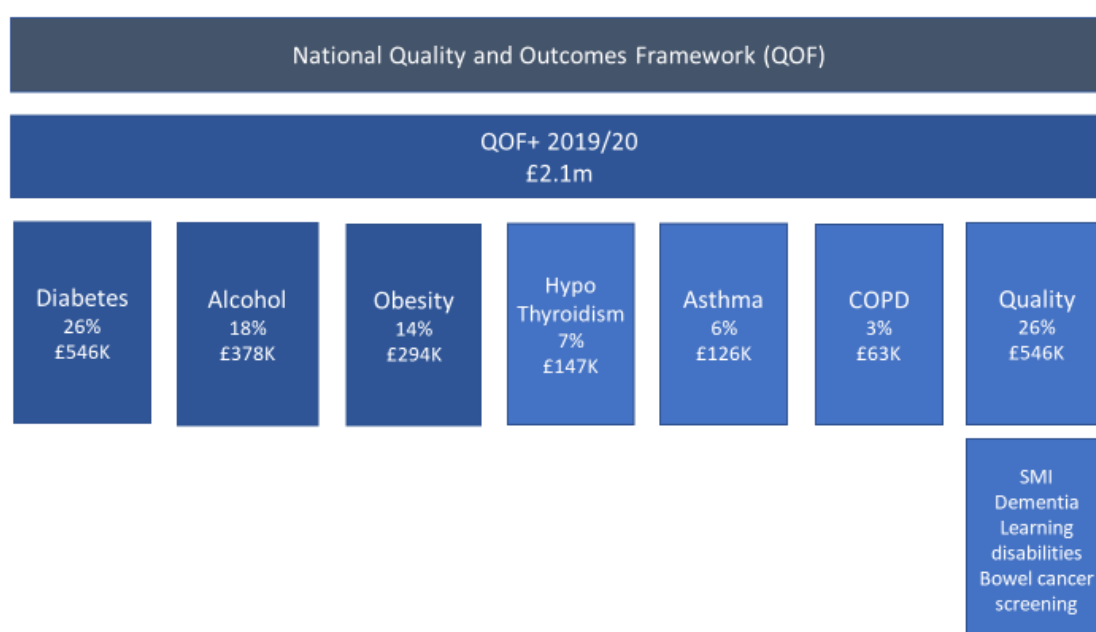 National Quality and Outcomes Framework (QOF)
QOF+ 2019/20
£2.1m
Diabetes
26%
£546K
Alcohol
18%
£378K
Obesity
14%
£294K
Hypo
Thyroidism
7%
£147K
Asthma
6%
£126K
COPD
3%
£63K
Quality
26%
£546K
SMI
Dementia
Learning
disabilities
Bowel cancer
screening